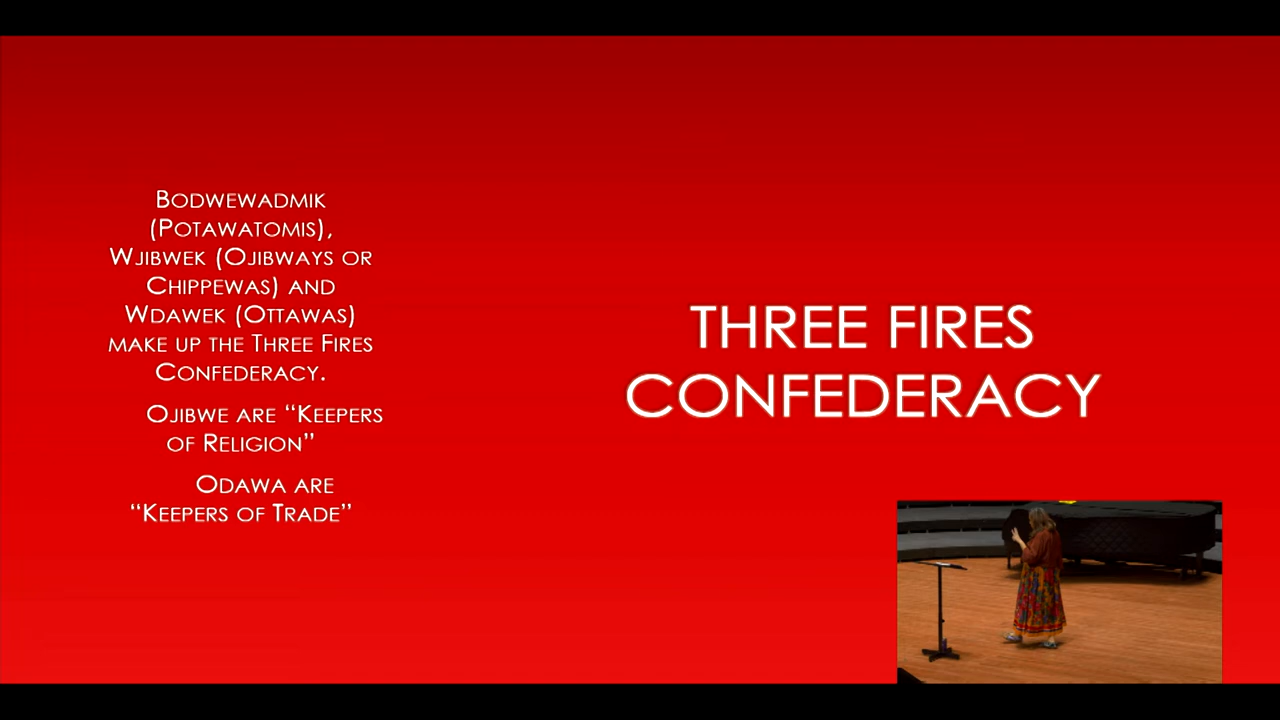 Bodwewadmik
(Potawatomis),
Wjibwek (Ojibways or
Chippewas) and
Wdawek (Ottawas)
make up the Three Fires
Confederacy.
Ojibwe are “Keepers
of Religion”
Odawa are
“Keepers of Trade”
THREE FIRES
CONFEDERACY